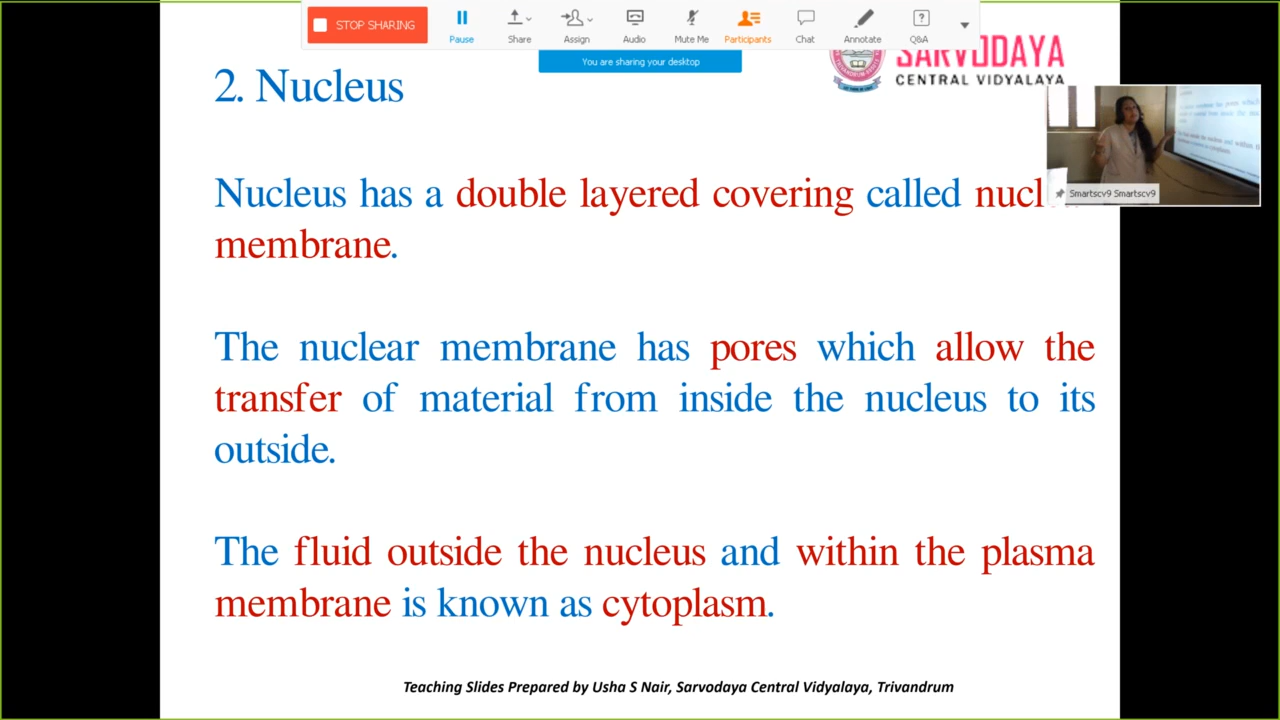 STOP SHARING
Pause
Share
Assign
Audio
Mute Me
Participants
Chat
Annotate
Q&A
You are sharing your desktop
SARVODAYA
CENTRAL VIDYALAYA
2. Nucleus
Smartscv9 Smartscv9
Nucleus has a double layered covering called
membrane.
The nuclear membrane has pores which allow the
transfer of material from inside the nucleus to its
outside.
The fluid outside the nucleus and within the plasma
membrane is known as cytoplasm.
Teaching Slides Prepared by Usha S Nair, Sarvodaya Central Vidyalaya, Trivandrum